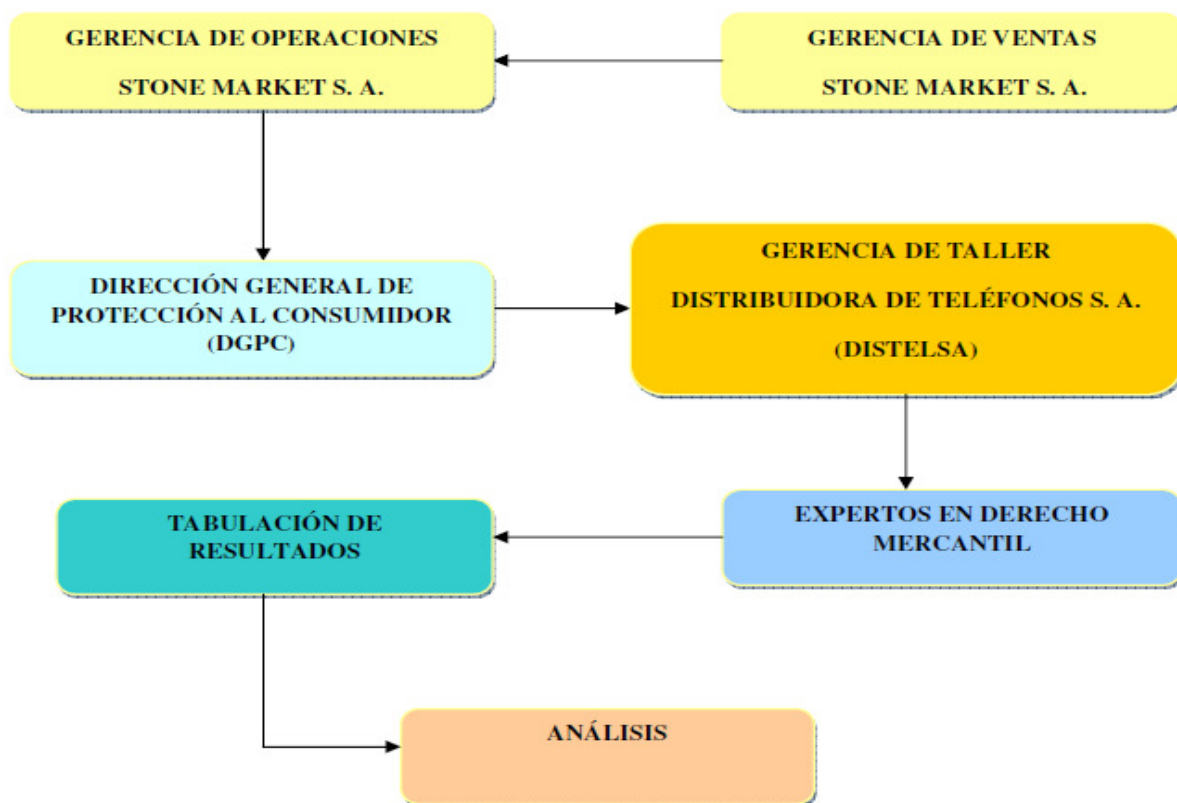 GERENCIA DE OPERACIONES
STONE MARKET S. A.
GERENCIA DE VENTAS
STONE MARKET S. A.
DIRECCIÓN GENERAL DE
PROTECCIÓN AL CONSUMIDOR
(DGPC)
GERENCIA DE TALLER
DISTRIBUIDORA DE TELÉFONOS S. A.
(DISTELSA)
TABULACIÓN DE
RESULTADOS
EXPERTOS EN DERECHO
MERCANTIL
ANÁLISIS